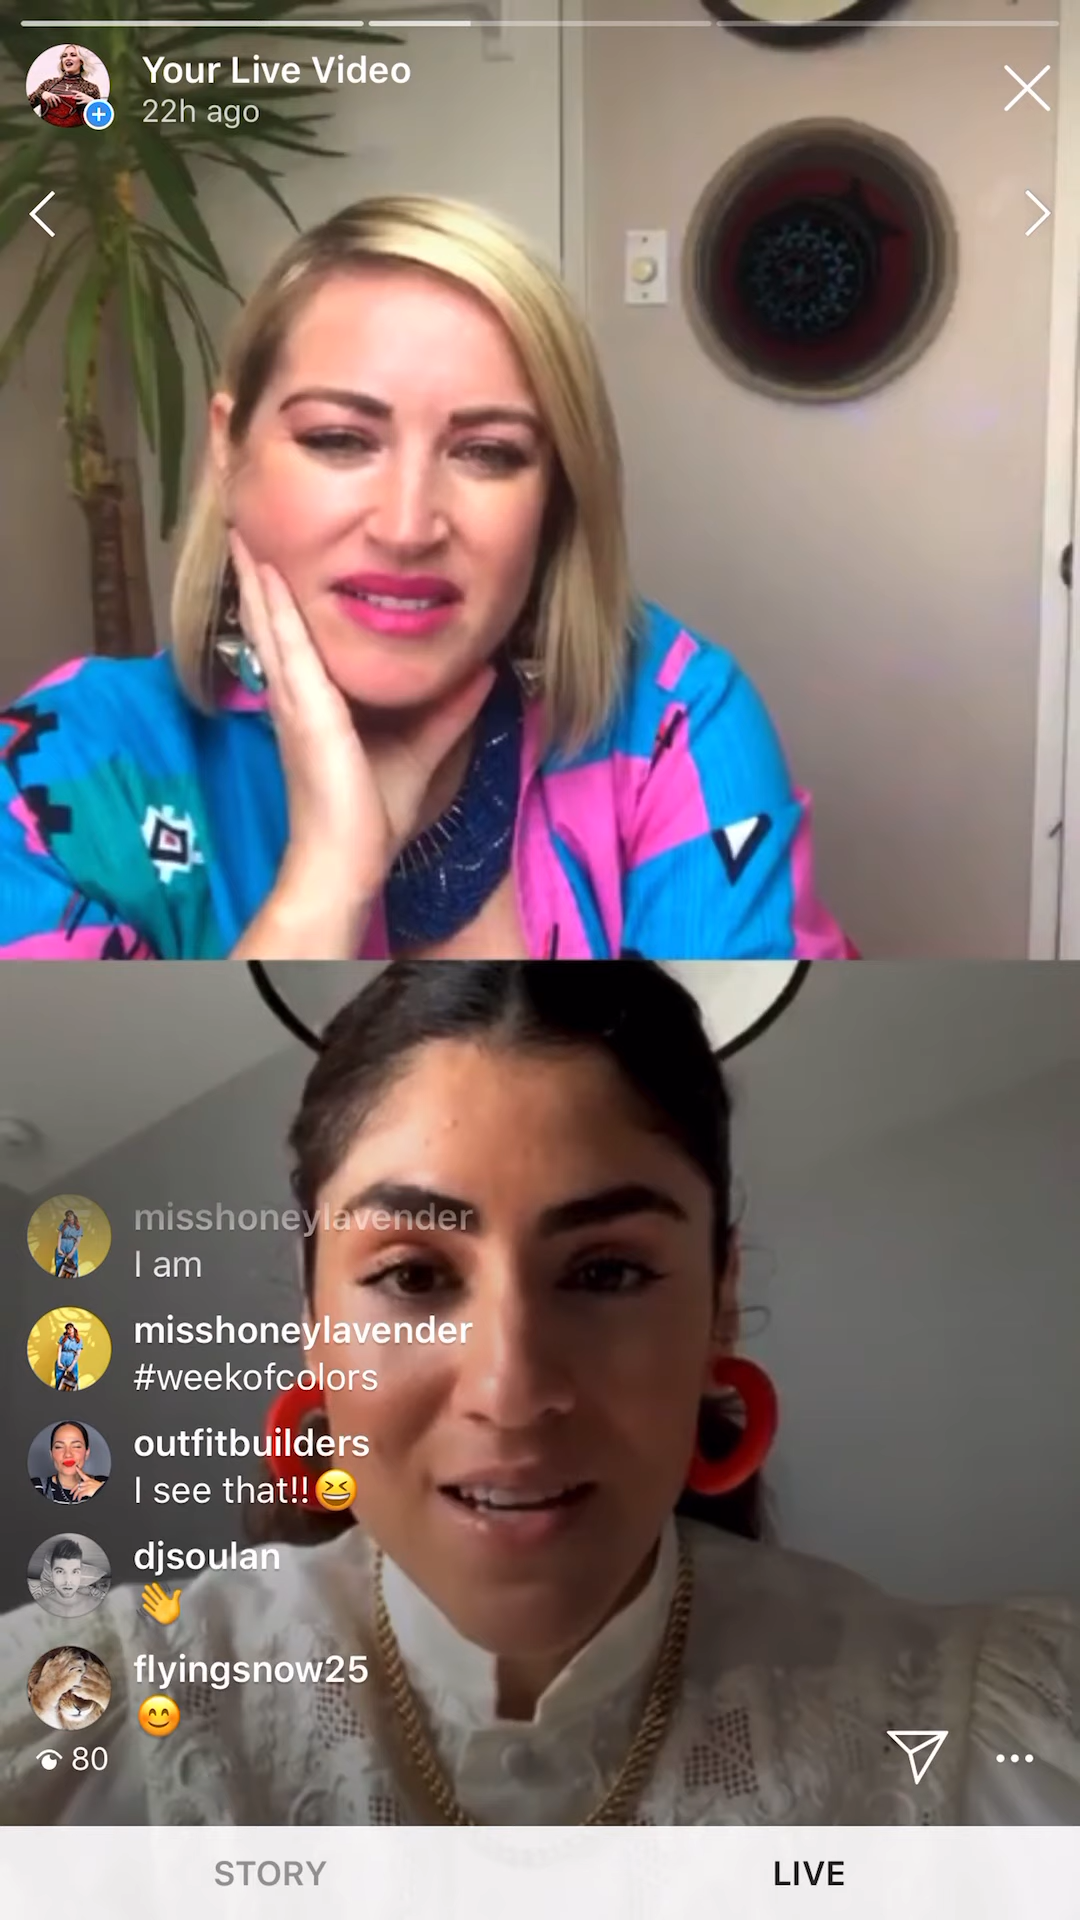 Your Live Video
22h ago
misshoneylavender
I am
misshoneylavender
#weekofcolors
outfitbuilders
I see that!!😆
djsoulan
👋
flyingsnow25
😊
80
STORY
LIVE